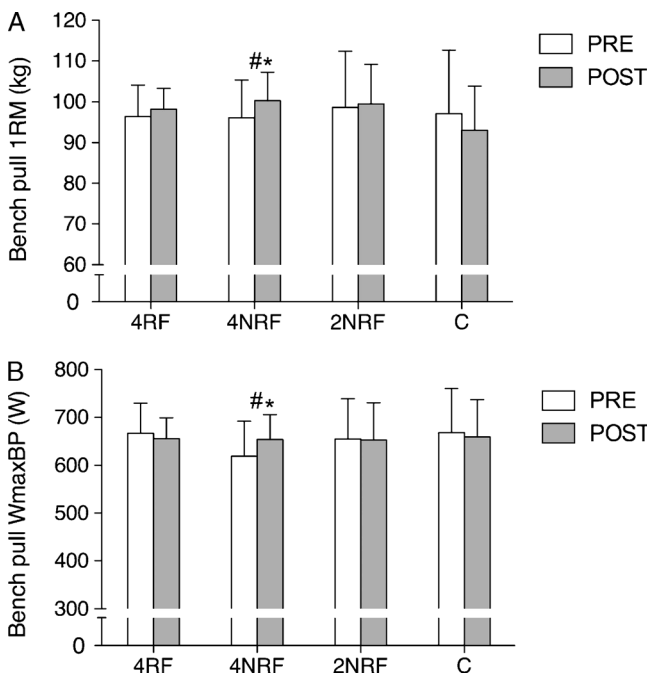 A
Bench pull 1RM (kg)
120
110
100
90
80
70
60
0
#*
4RF 4NRF 2NRF C
PRE
POST
B
Bench pull WmaxBP (W)
800
700
600
500
400
300
0
#*
4RF 4NRF 2NRF C
PRE
POST